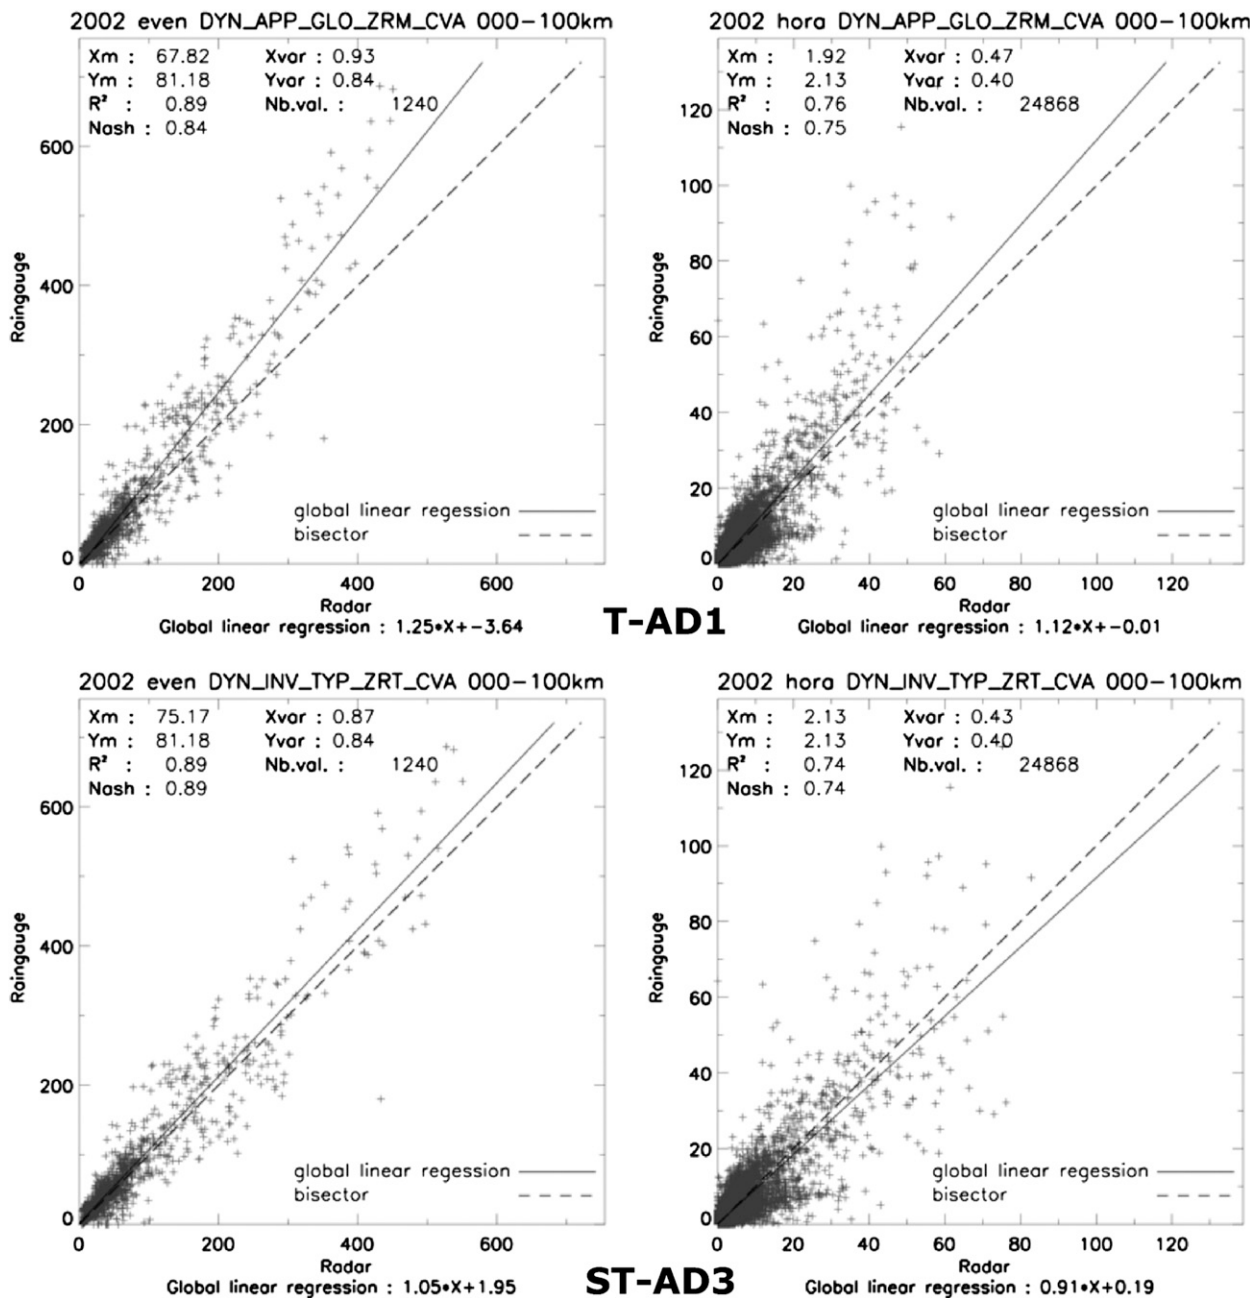 2002 even DYN_APP_GLO_ZRM_CVA 000-100km
Xm : 67.82 Xvar : 0.93
Ym : 81.18 Yvar : 0.84
R² : 0.89 Nb.val. : 1240
Nash : 0.84
600
400
200
0
Raingauge
global linear regession
bisector
0 200 400 600
Radar
Global linear regression : 1.25*X+-3.64
2002 hora DYN_APP_GLO_ZRM_CVA 000-100km
Xm : 1.92 Xvar : 0.47
Ym : 2.13 Yvar : 0.40
R² : 0.76 Nb.val. : 24868
Nash : 0.75
120
100
80
60
40
20
0
Raingauge
global linear regession
bisector
0 20 40 60 80 100 120
Radar
Global linear regression : 1.12*X+-0.01
T-AD1
2002 even DYN_INV_TYP_ZRT_CVA 000-100km
Xm : 75.17 Xvar : 0.87
Ym : 81.18 Yvar : 0.84
R² : 0.89 Nb.val. : 1240
Nash : 0.89
600
400
200
0
Raingauge
global linear regession
bisector
0 200 400 600
Radar
Global linear regression : 1.05*X+1.95
2002 hora DYN_INV_TYP_ZRT_CVA 000-100km
Xm : 2.13 Xvar : 0.43
Ym : 2.13 Yvar : 0.40
R² : 0.74 Nb.val. : 24868
Nash : 0.74
120
100
80
60
40
20
0
Raingauge
global linear regession
bisector
0 20 40 60 80 100 120
Radar
Global linear regression : 0.91*X+0.19
ST-AD3